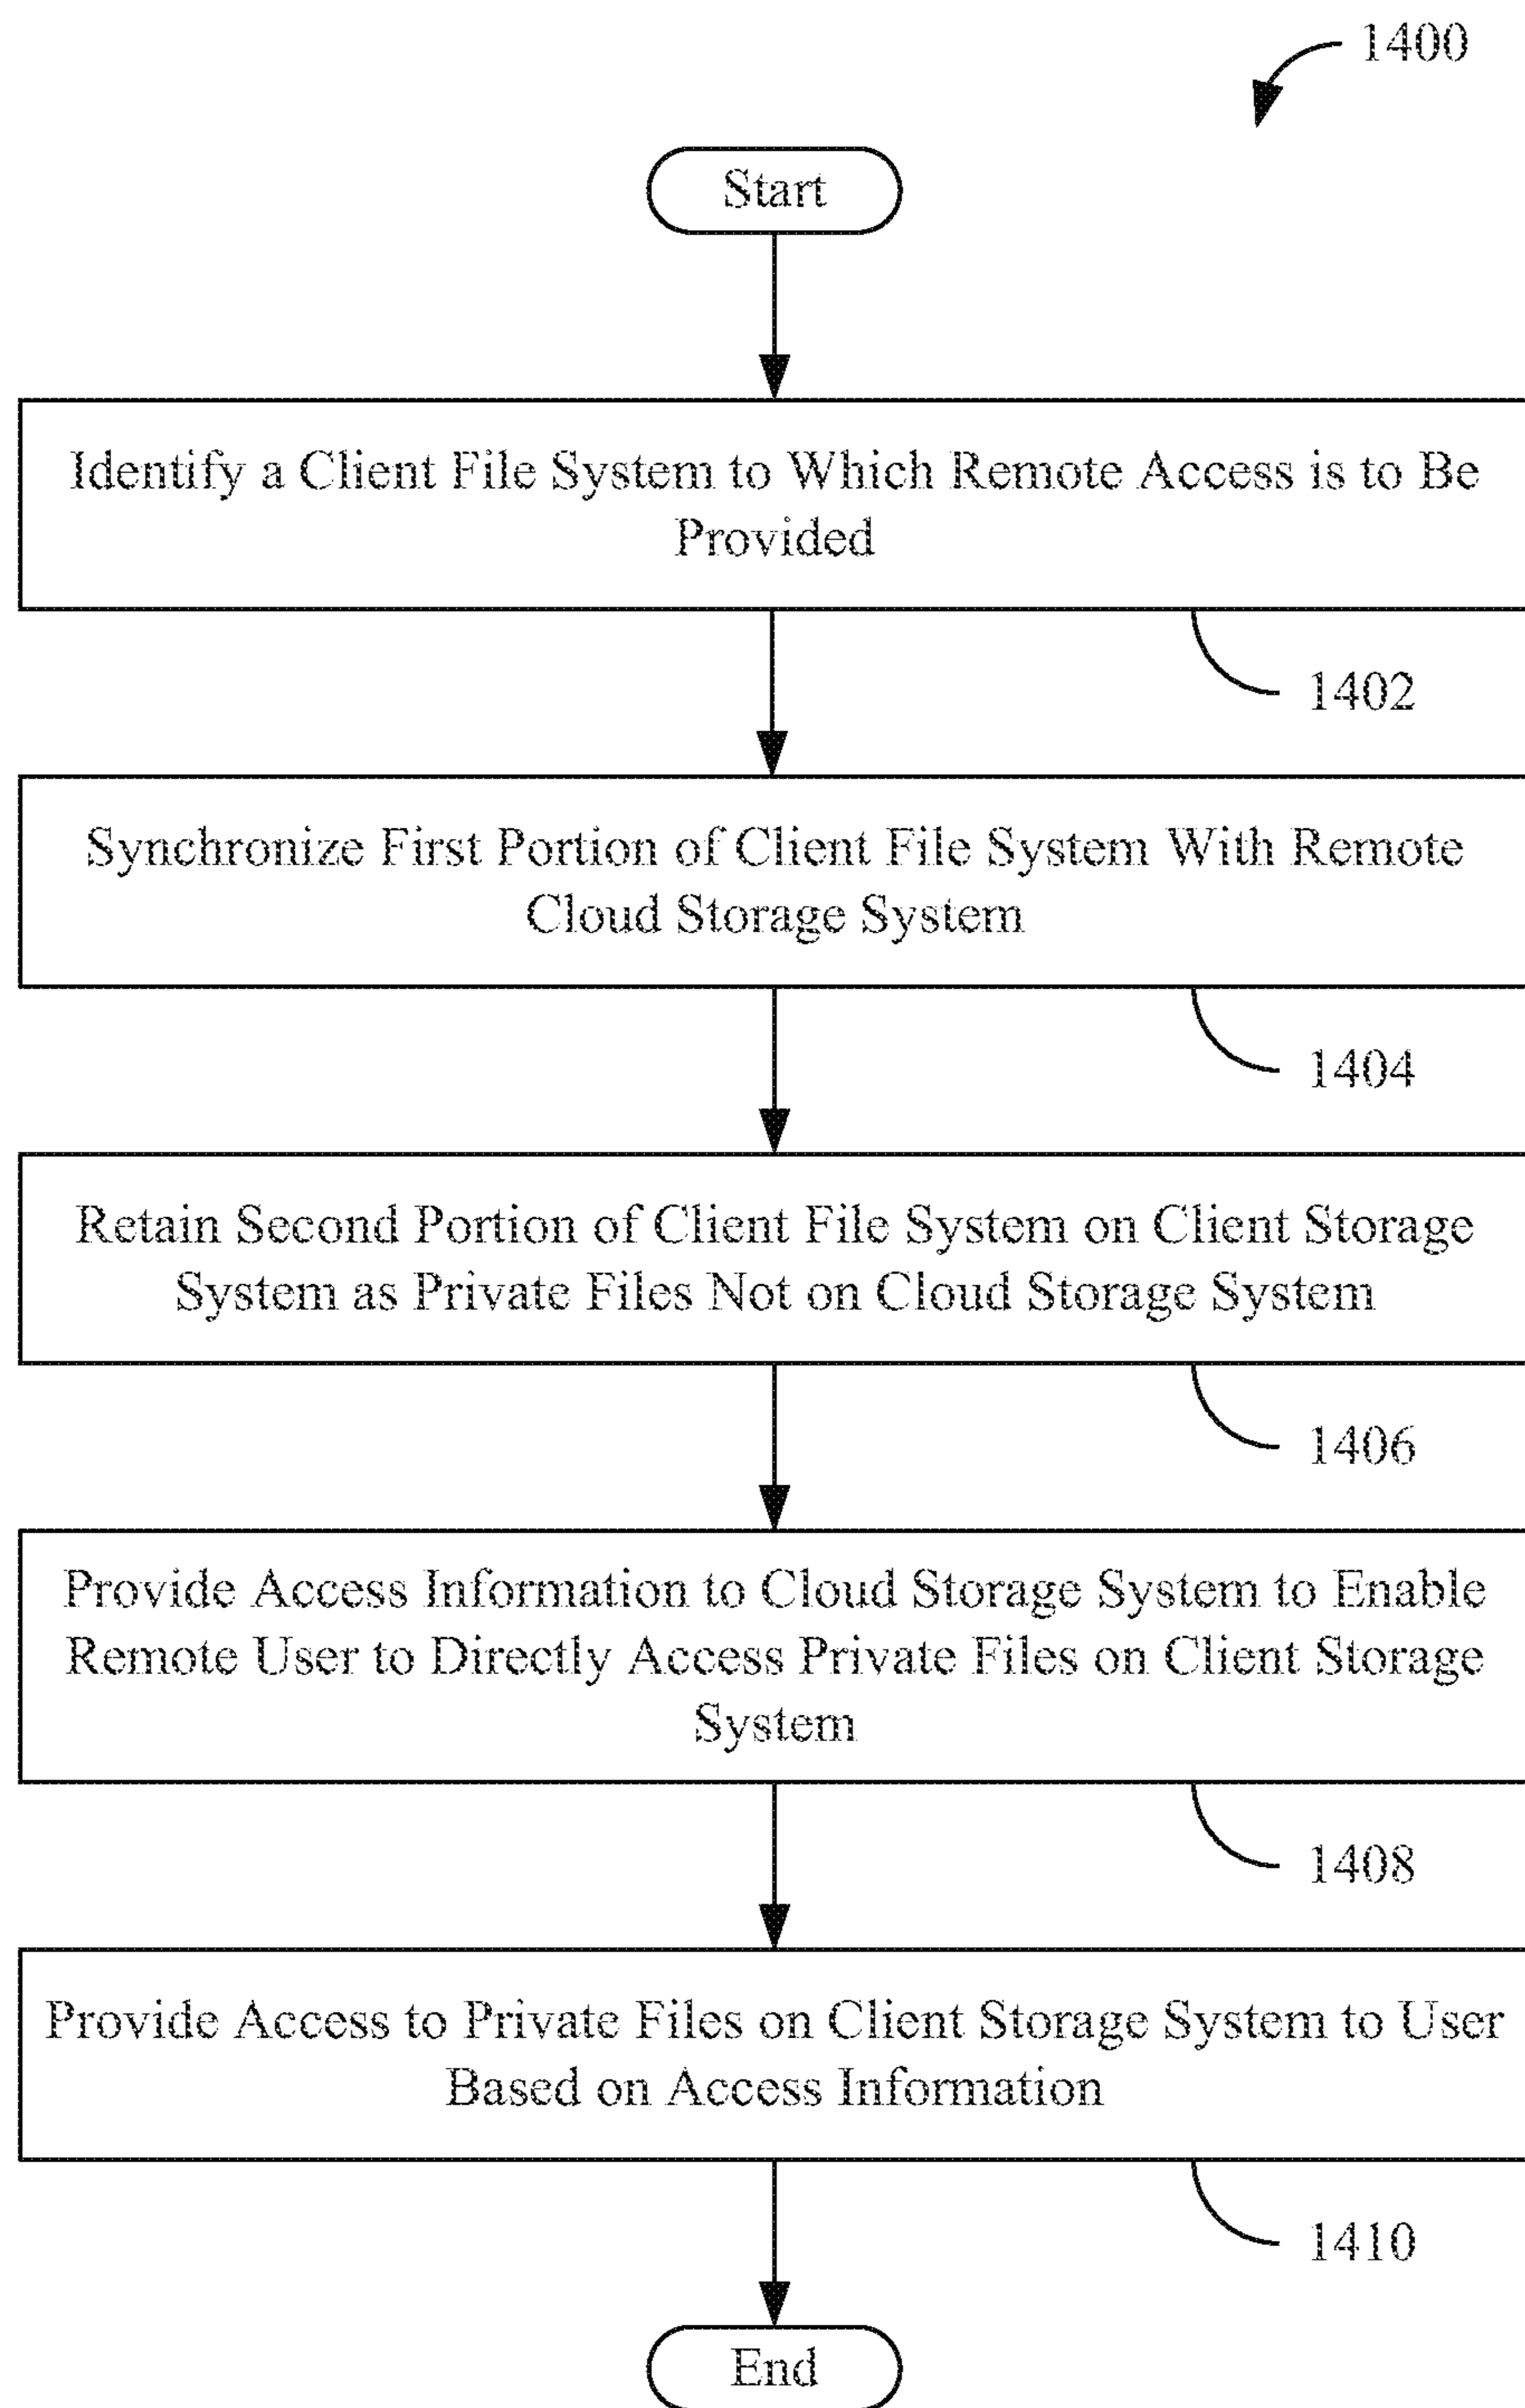 1400
Start
Identify a Client File System to Which Remote Access is to Be
Provided
1402
Synchronize First Portion of Client File System With Remote
Cloud Storage System
1404
Retain Second Portion of Client File System on Client Storage
System as Private Files Not on Cloud Storage System
1406
Provide Access Information to Cloud Storage System to Enable
Remote User to Directly Access Private Files on Client Storage
System
1408
Provide Access to Private Files on Client Storage System to User
Based on Access Information
1410
End